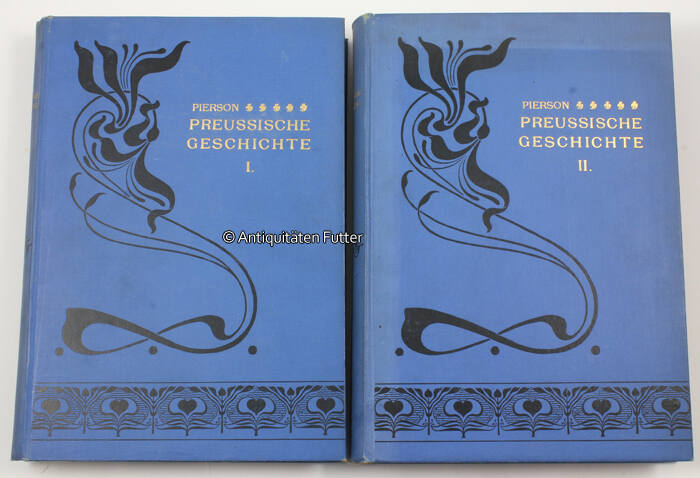 PIERSON
PREUSSISCHE
GESCHICHTE
I.
PIERSON
PREUSSISCHE
GESCHICHTE
II.
© Antiquitäten Futter